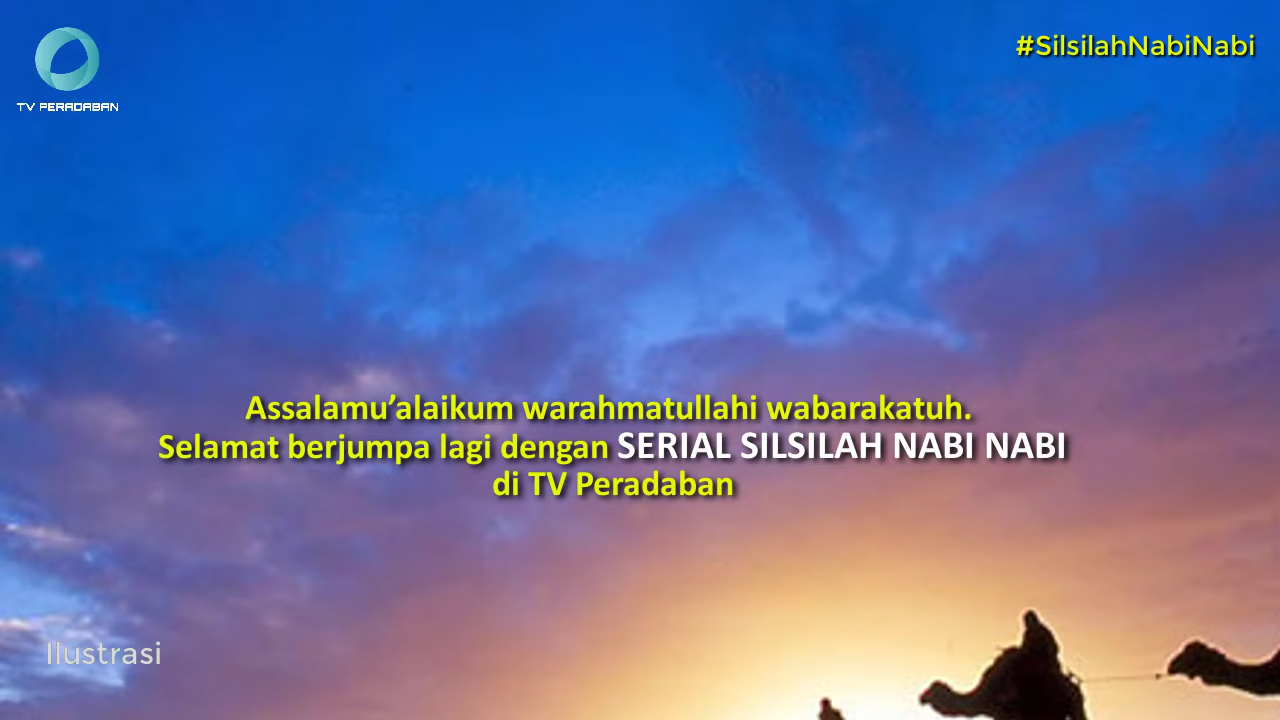 #SilsilahNabiNabi
TV PERADABAN
Assalamu’alaikum warahmatullahi wabarakatuh.
Selamat berjumpa lagi dengan SERIAL SILSILAH NABI NABI
di TV Peradaban
Ilustrasi